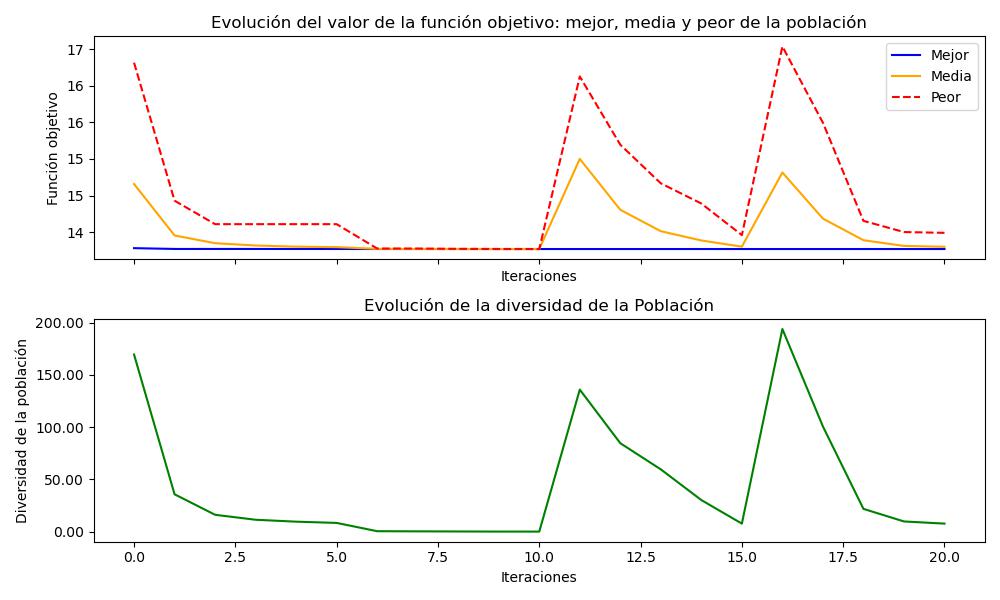 Evolución del valor de la función objetivo: mejor, media y peor de la población
Función objetivo
17
16
16
15
15
14
Mejor
Media
Peor
Iteraciones
Evolución de la diversidad de la Población
Diversidad de la población
200.00
150.00
100.00
50.00
0.00
0.0 2.5 5.0 7.5 10.0 12.5 15.0 17.5 20.0
Iteraciones